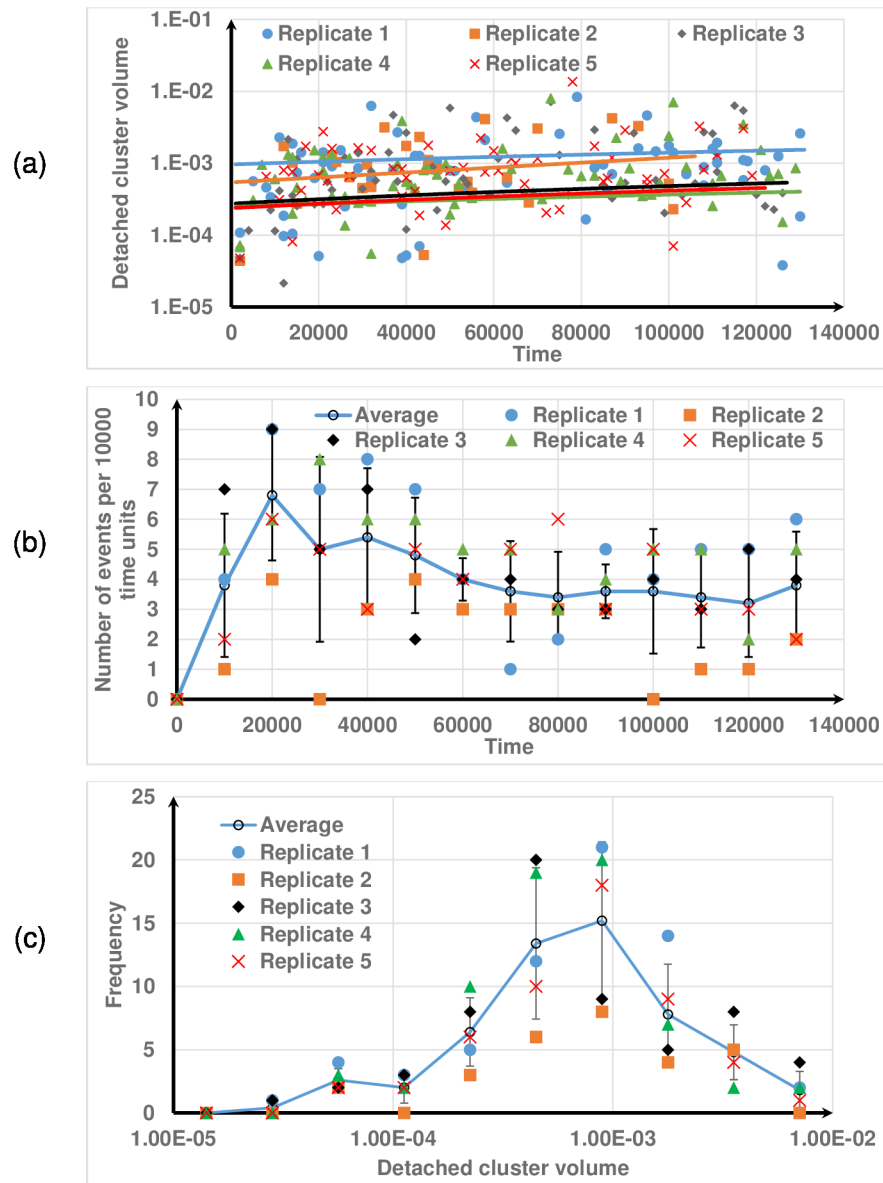 (a)
Detached cluster volume
1.E-01
1.E-02
1.E-03
1.E-04
1.E-05
Replicate 1
Replicate 2
Replicate 3
Replicate 4
Replicate 5
0
20000
40000
60000
80000
100000
120000
140000
Time
(b)
Number of events per 10000
time units
10
9
8
7
6
5
4
3
2
1
0
Average
Replicate 1
Replicate 2
Replicate 3
Replicate 4
Replicate 5
0
20000
40000
60000
80000
100000
120000
140000
Time
(c)
Frequency
25
20
15
10
5
0
Average
Replicate 1
Replicate 2
Replicate 3
Replicate 4
Replicate 5
1.00E-05
1.00E-04
1.00E-03
1.00E-02
Detached cluster volume